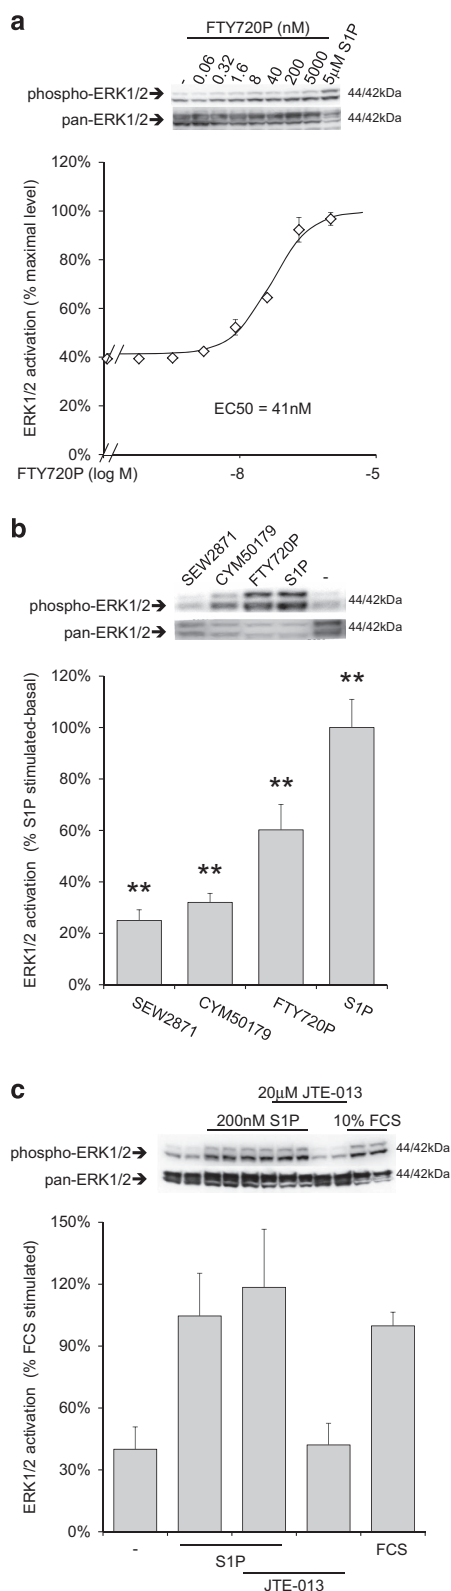 a
FTY720P (nM)
- 0.06 0.32 1.6 8 40 200 5000 5μM S1P
phospho-ERK1/2➔ 44/42kDa
pan-ERK1/2➔ 44/42kDa
ERK1/2 activation (% maximal level)
120%
100%
80%
60%
40%
20%
0%
EC50 = 41nM
FTY720P (log M) -8 -5
b
SEW2871 CYM50179 FTY720P S1P -
phospho-ERK1/2➔ 44/42kDa
pan-ERK1/2➔ 44/42kDa
ERK1/2 activation (% S1P stimulated-basal)
120%
100%
80%
60%
40%
20%
0%
** ** ** **
SEW2871 CYM50179 FTY720P S1P
c
20μM JTE-013
200nM S1P 10% FCS
phospho-ERK1/2➔ 44/42kDa
pan-ERK1/2➔ 44/42kDa
ERK1/2 activation (% FCS stimulated)
150%
120%
90%
60%
30%
0%
- S1P FCS
JTE-013